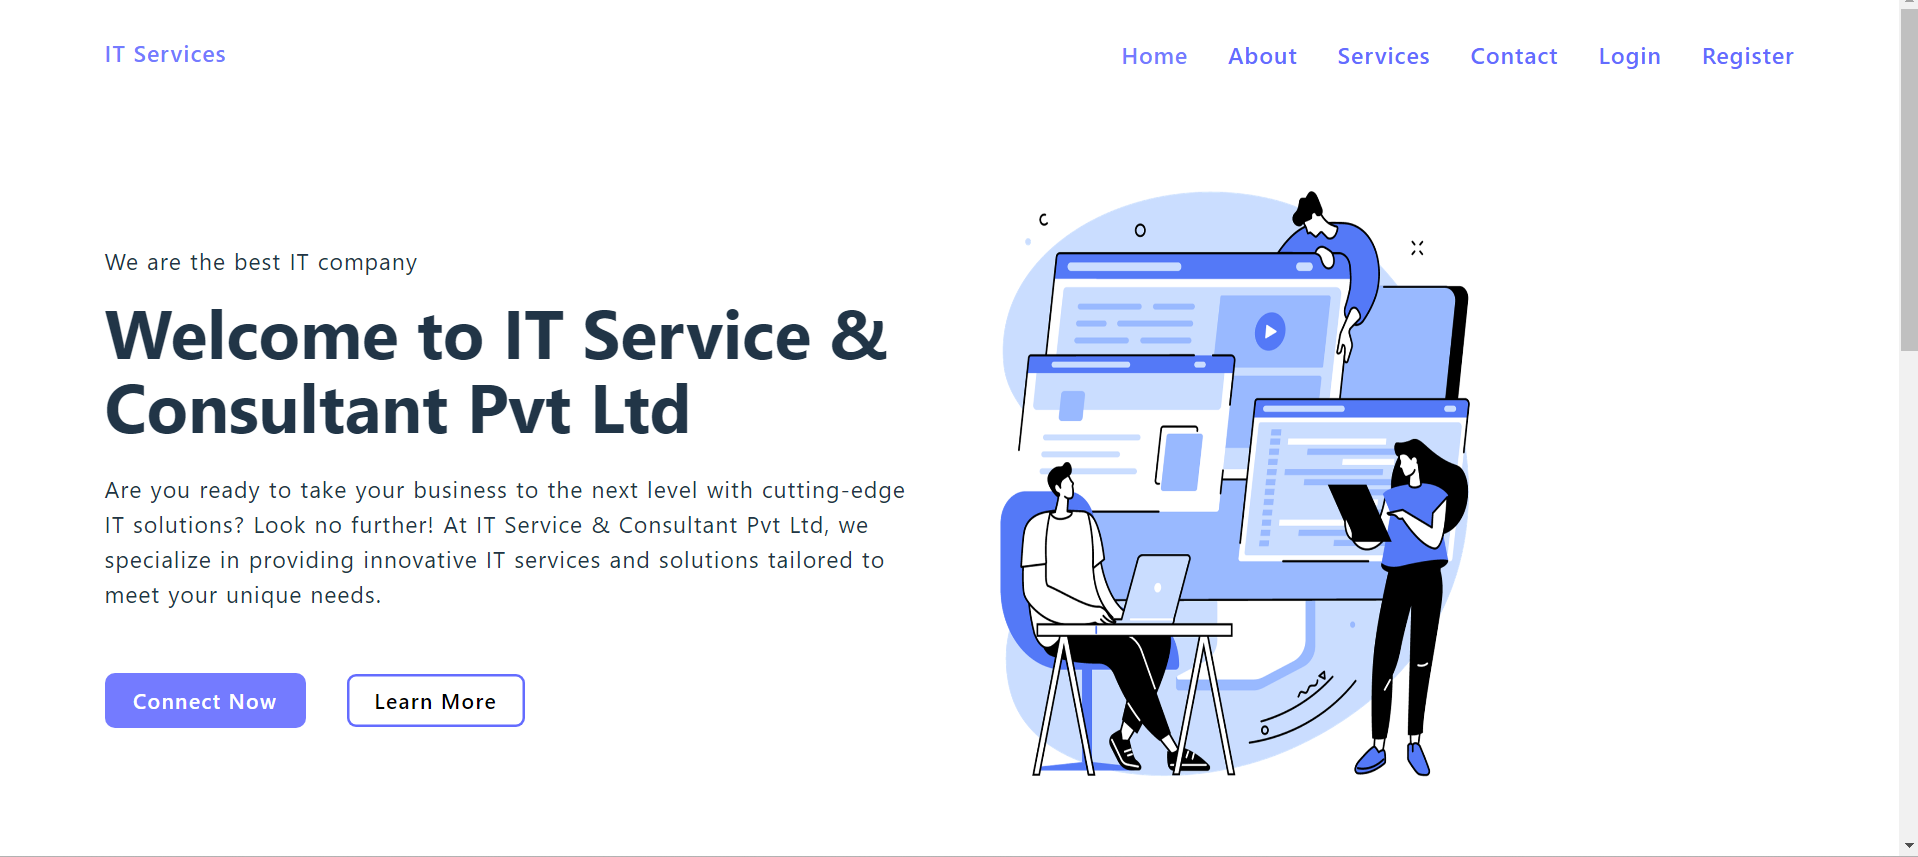 IT Services
Home About Services Contact Login Register
We are the best IT company
Welcome to IT Service &
Consultant Pvt Ltd
Are you ready to take your business to the next level with cutting-edge
IT solutions? Look no further! At IT Service & Consultant Pvt Ltd, we
specialize in providing innovative IT services and solutions tailored to
meet your unique needs.
Connect Now
Learn More